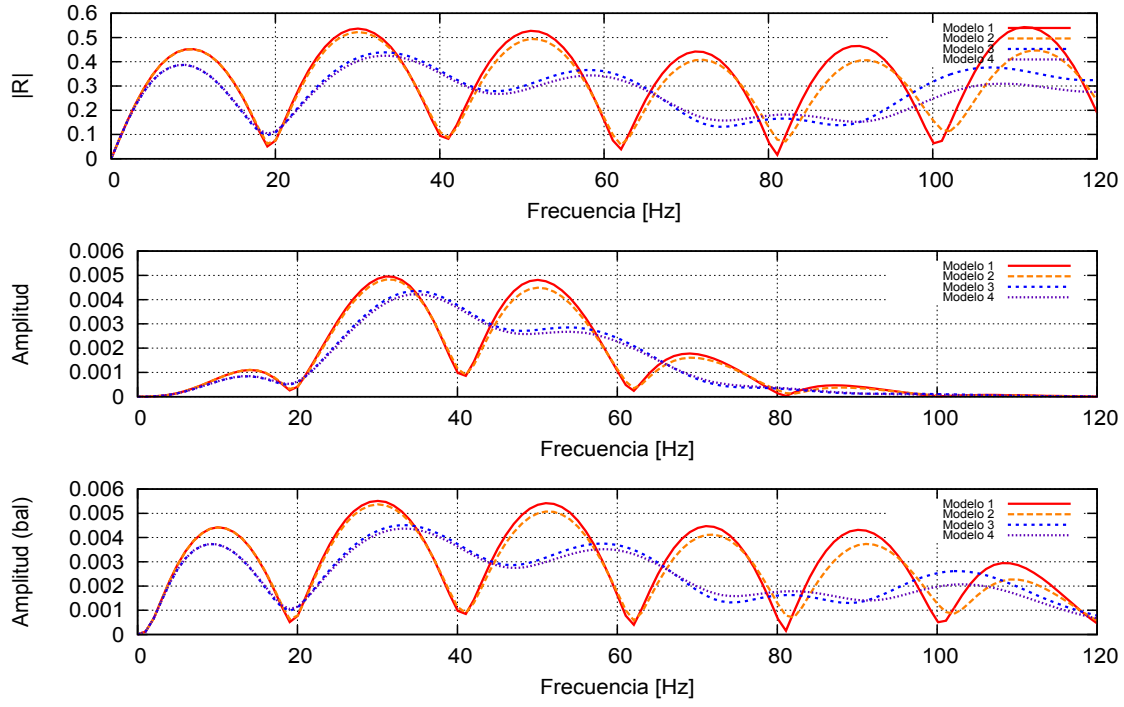 |R|
0.6
0.5
0.4
0.3
0.2
0.1
0
0 20 40 60 80 100 120
Frecuencia [Hz]
Modelo 1
Modelo 2
Modelo 3
Modelo 4
Amplitud
0.006
0.005
0.004
0.003
0.002
0.001
0
0 20 40 60 80 100 120
Frecuencia [Hz]
Modelo 1
Modelo 2
Modelo 3
Modelo 4
Amplitud (bal)
0.006
0.005
0.004
0.003
0.002
0.001
0
0 20 40 60 80 100 120
Frecuencia [Hz]
Modelo 1
Modelo 2
Modelo 3
Modelo 4